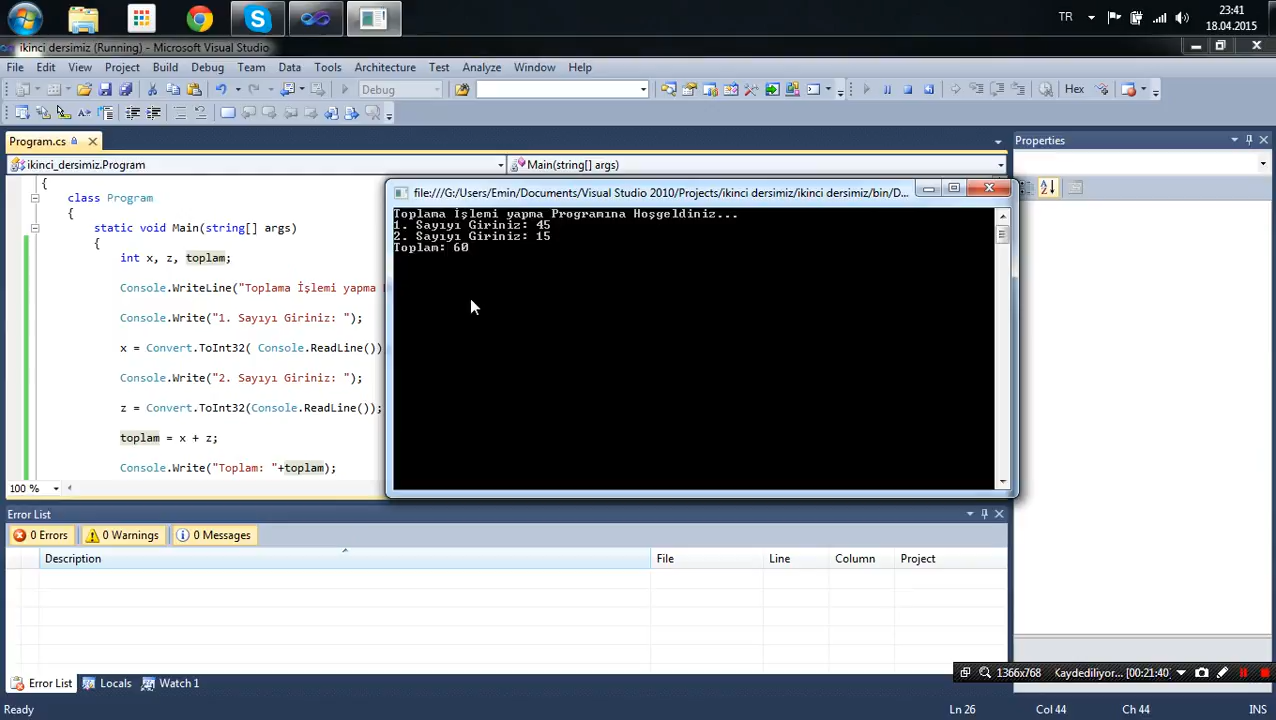 TR
23:41
18.04.2015
ikinci dersimiz (Running) - Microsoft Visual Studio
File Edit View Project Build Debug Team Data Tools Architecture Test Analyze Window Help
Debug
Hex
Program.cs
Properties
ikinci_dersimiz.Program
Main(string[] args)
{
class Program
{
static void Main(string[] args)
{
int x, z, toplam;
Console.WriteLine("Toplama İşlemi yapma
Console.Write("1. Sayıyı Giriniz: ");
x = Convert.ToInt32( Console.ReadLine())
Console.Write("2. Sayıyı Giriniz: ");
z = Convert.ToInt32(Console.ReadLine());
toplam = x + z;
Console.Write("Toplam: "+toplam);
100 %
file:///G:/Users/Emin/Documents/Visual Studio 2010/Projects/ikinci dersimiz/ikinci dersimiz/bin/D...
Toplama İşlemi yapma Programına Hoşgeldiniz...
1. Sayıyı Giriniz: 45
2. Sayıyı Giriniz: 15
Toplam: 60
Error List
0 Errors
0 Warnings
0 Messages
Description File Line Column Project
1366x768 Kaydediliyor... [00:21:40]
Error List Locals Watch 1
Ready Ln 26 Col 44 Ch 44 INS